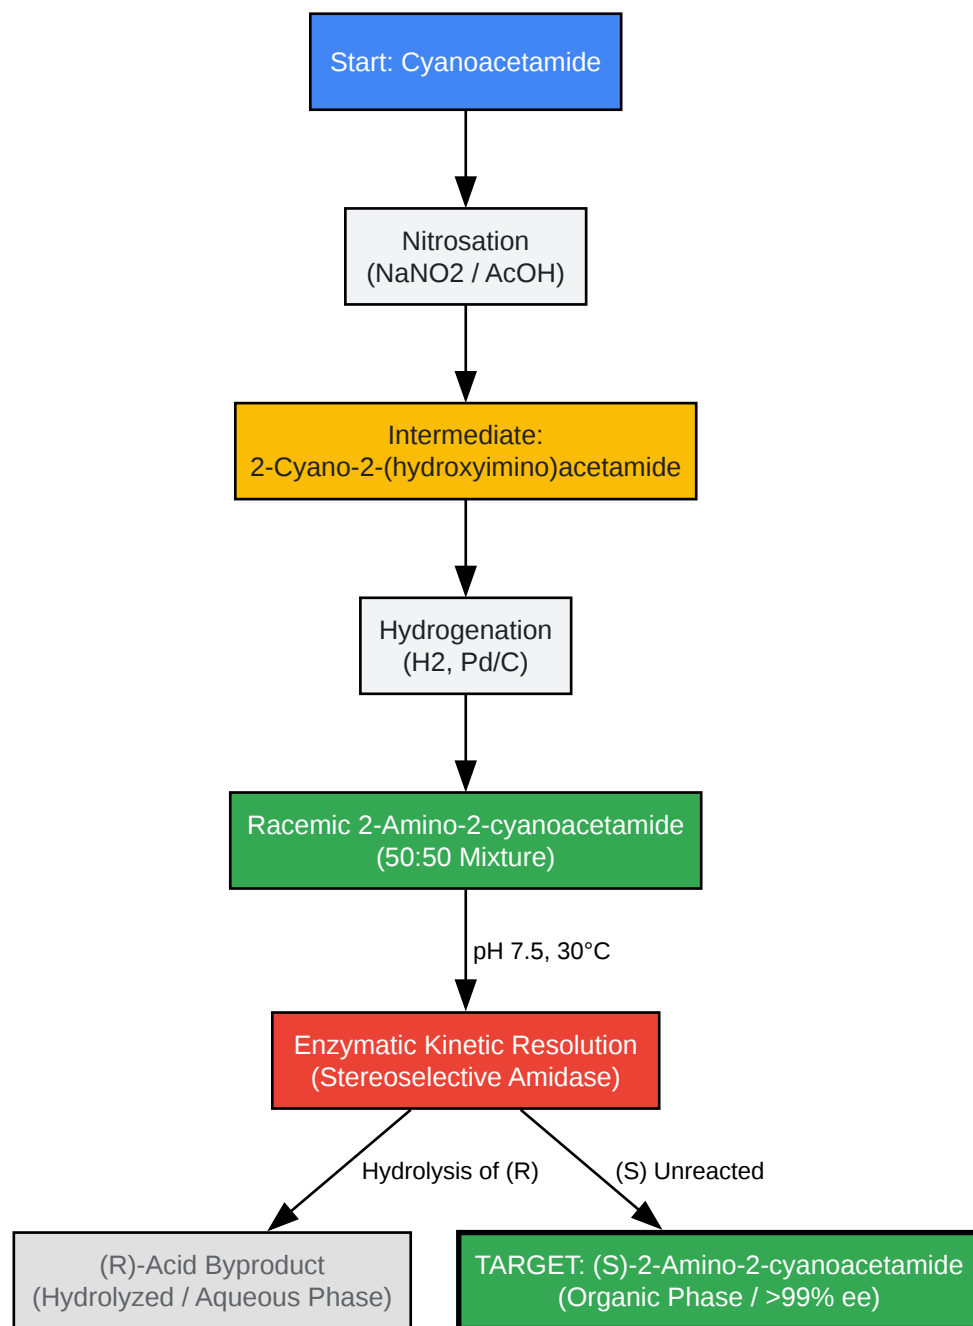 Start: Cyanoacetamide
Nitrosation
(NaNO2 / AcOH)
Intermediate:
2-Cyano-2-(hydroxyimino)acetamide
Hydrogenation
(H2, Pd/C)
Racemic 2-Amino-2-cyanoacetamide
(50:50 Mixture)
pH 7.5, 30°C
Enzymatic Kinetic Resolution
(Stereoselective Amidase)
Hydrolysis of (R)
(S) Unreacted
(R)-Acid Byproduct
(Hydrolyzed / Aqueous Phase)
TARGET: (S)-2-Amino-2-cyanoacetamide
(Organic Phase / >99% ee)